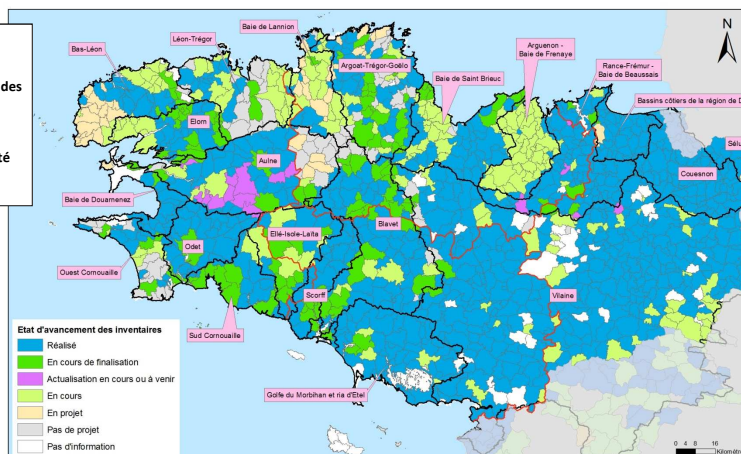 des
té
N
Baie de Lannion
Léon-Trégor
Bas-Léon
Argoat-Trégor-Goëlo
Arguenon -
Baie de Frenaye
Baie de Saint Brieuc
Rance-Frémur -
Baie de Beaussais
Bassins côtiers de la région de D
Elorn
Aulne
Couesnon
Sélu
Baie de Douarnenez
Blavet
Ellé-Isole-Laïta
Odet
Ouest Cornouaille
Scorff
Vilaine
Sud Cornouaille
Golfe du Morbihan et ria d'Etel
Etat d'avancement des inventaires
Réalisé
En cours de finalisation
Actualisation en cours ou à venir
En cours
En projet
Pas de projet
Pas d'information
0 4 8 16
Kilomètre